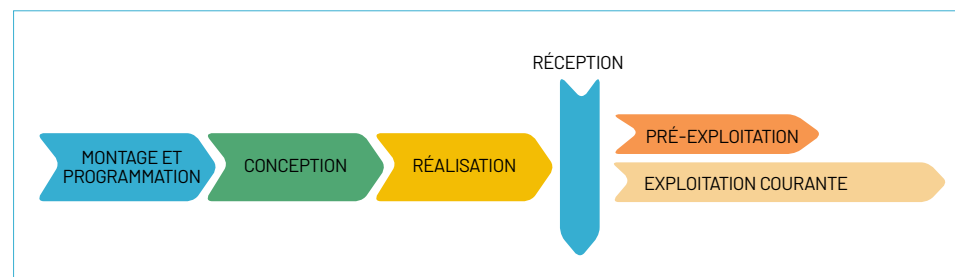 RÉCEPTION
MONTAGE ET
PROGRAMMATION
CONCEPTION
RÉALISATION
PRÉ-EXPLOITATION
EXPLOITATION COURANTE